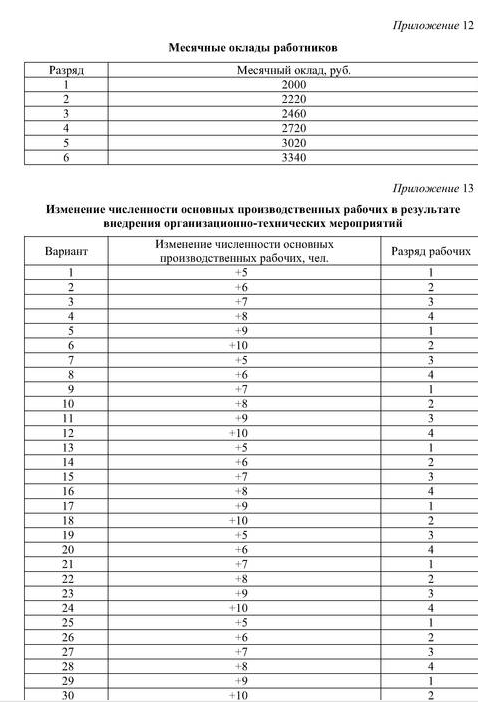 Приложение 12
Месячные оклады работников
Разряд Месячный оклад, руб.
1 2000
2 2220
3 2460
4 2720
5 3020
6 3340
Приложение 13
Изменение численности основных производственных рабочих в результате
внедрения организационно-технических мероприятий
Вариант Изменение численности основных производственных рабочих, чел. Разряд рабочих
1 +5 1
2 +6 2
3 +7 3
4 +8 4
5 +9 1
6 +10 2
7 +5 3
8 +6 4
9 +7 1
10 +8 2
11 +9 3
12 +10 4
13 +5 1
14 +6 2
15 +7 3
16 +8 4
17 +9 1
18 +10 2
19 +5 3
20 +6 4
21 +7 1
22 +8 2
23 +9 3
24 +10 4
25 +5 1
26 +6 2
27 +7 3
28 +8 4
29 +9 1
30 +10 2